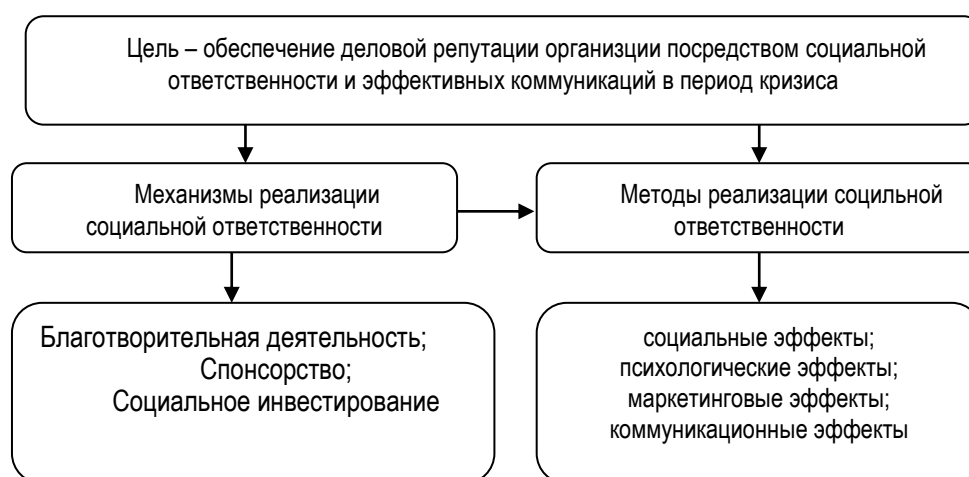 Цель – обеспечение деловой репутации организции посредством социальной
ответственности и эффективных коммуникаций в период кризиса
Механизмы реализации
социальной ответственности
Методы реализации социльной
ответственности
Благотворительная деятельность;
Спонсорство;
Социальное инвестирование
социальные эффекты;
психологические эффекты;
маркетинговые эффекты;
коммуникационные эффекты